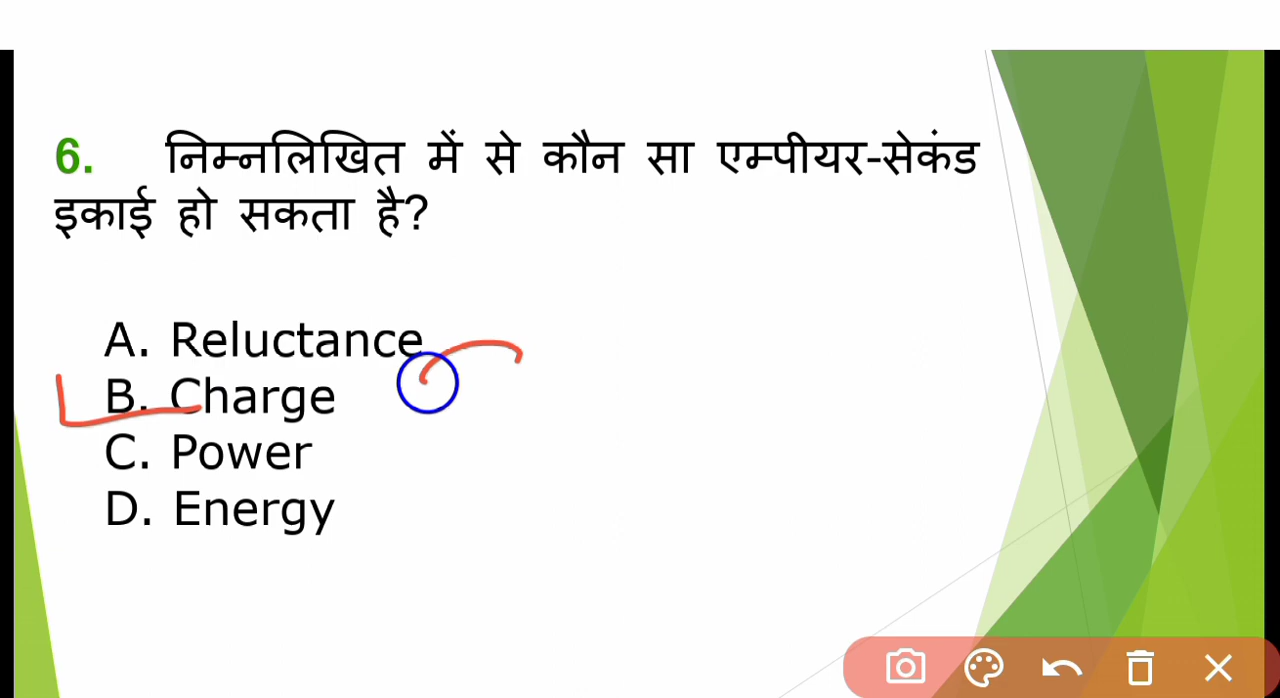 6. निम्नलिखित में से कौन सा एम्पीयर-सेकंड
इकाई हो सकता है?
A. Reluctance
B. Charge
C. Power
D. Energy